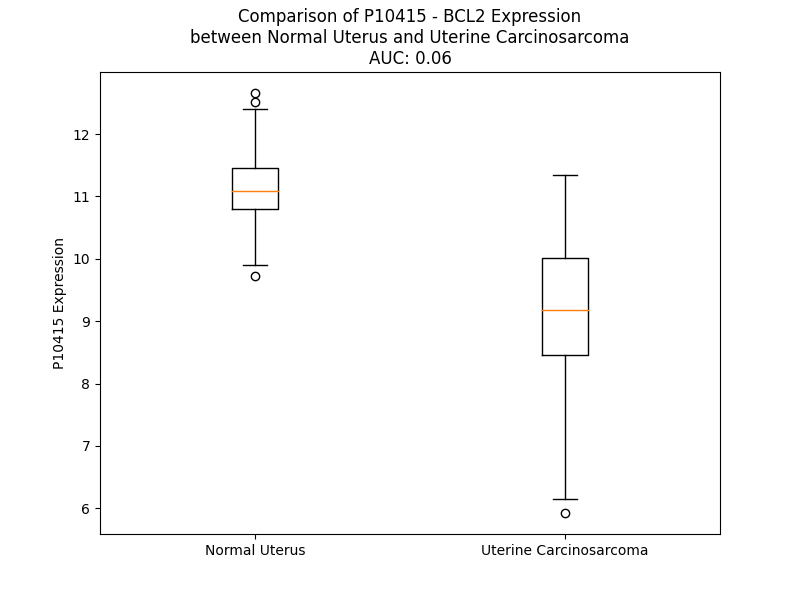 Comparison of P10415 - BCL2 Expression
between Normal Uterus and Uterine Carcinosarcoma
AUC: 0.06
12
11
10
9
8
7
6
P10415 Expression
Normal Uterus
Uterine Carcinosarcoma